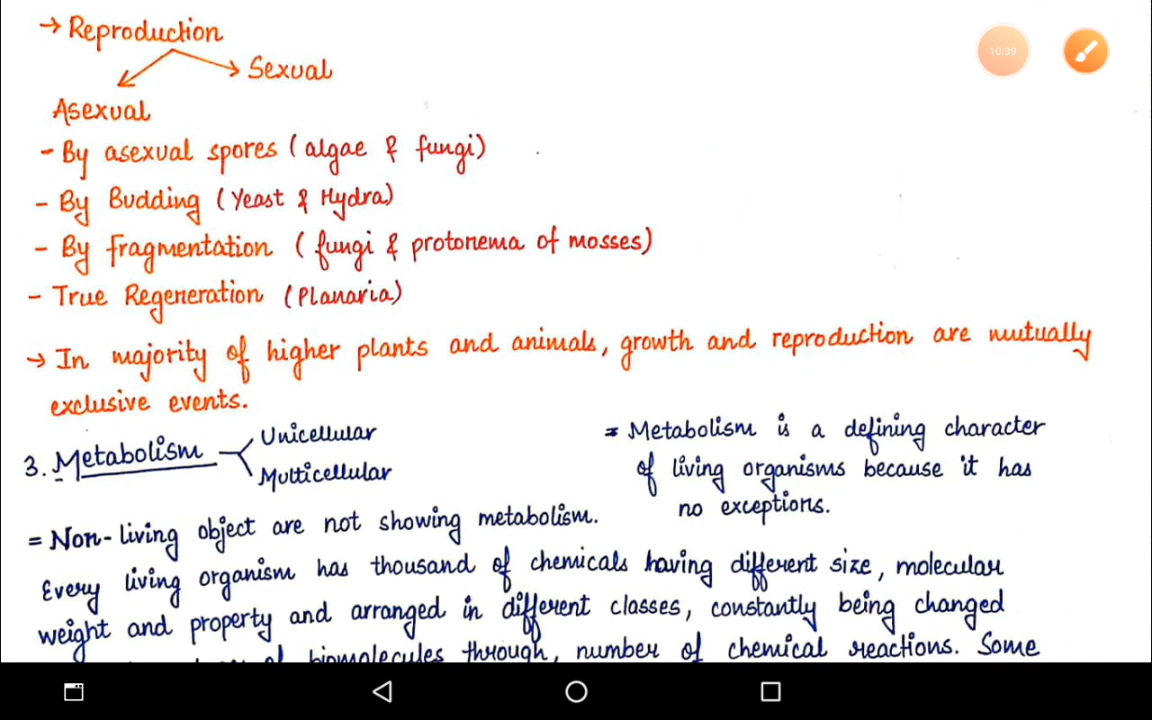 → Reproduction
Sexual
Asexual
- By asexual spores (algae & fungi)
- By Budding (Yeast & Hydra)
- By fragmentation (fungi & protonema of mosses)
- True Regeneration (Planaria)
→ In majority of higher plants and animals, growth and reproduction are mutually
exclusive events.
3. Metabolism
Unicellular
Multicellular
= Metabolism is a defining character
of living organisms because it has
no exceptions.
= Non-living object are not showing metabolism.
Every living organism has thousand of chemicals having different size, molecular
weight and property and arranged in different classes, constantly being changed
of biomolecules through, number of chemical reactions. Some
10:39